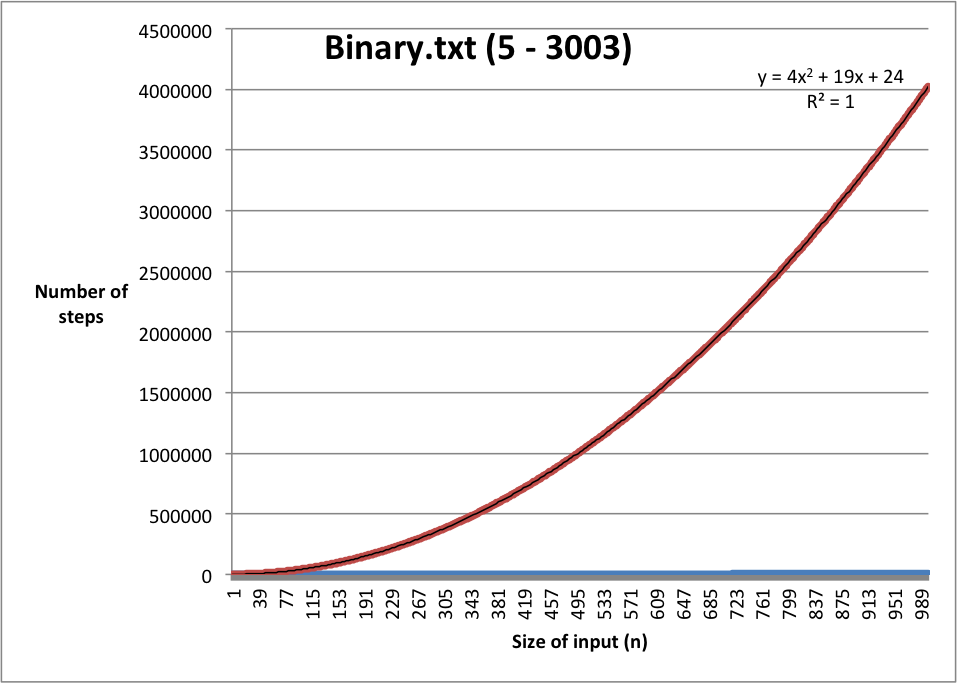 Binary.txt (5 - 3003)
y = 4x² + 19x + 24
R² = 1
4500000
4000000
3500000
3000000
2500000
2000000
1500000
1000000
500000
0
Number of
steps
1 39 77 115 153 191 229 267 305 343 381 419 457 495 533 571 609 647 685 723 761 799 837 875 913 951 989
Size of input (n)